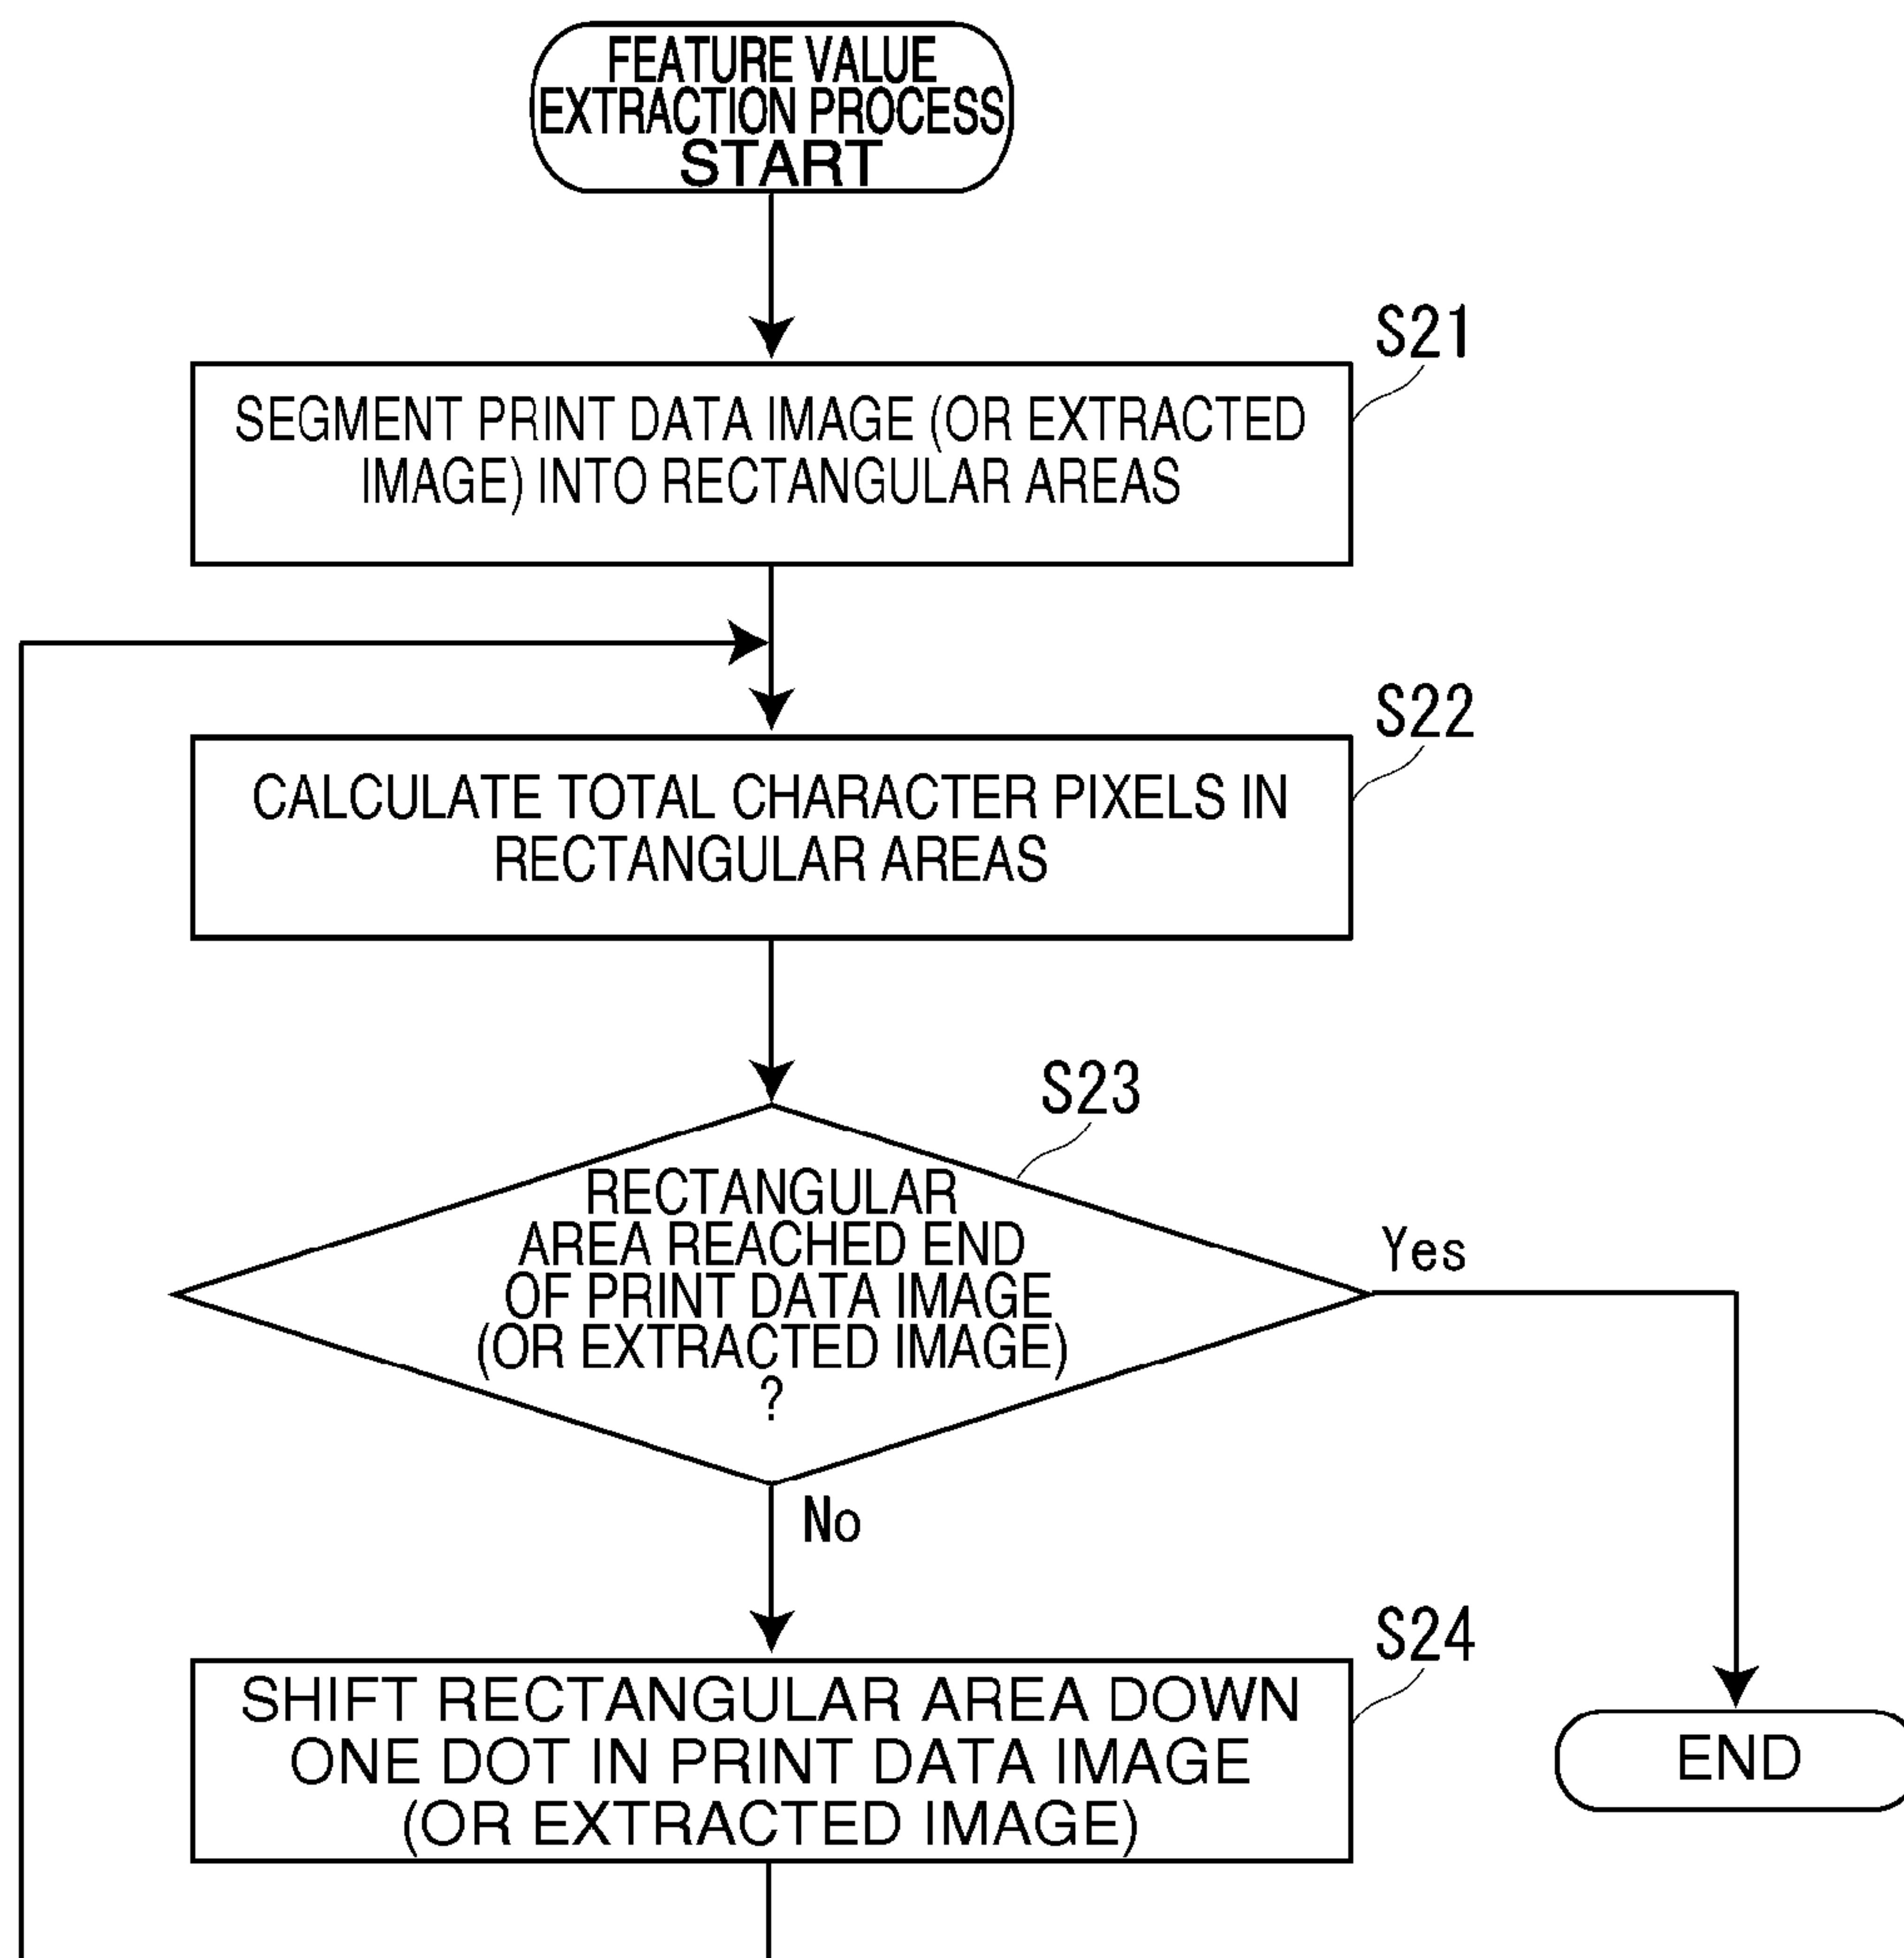 FEATURE VALUE
EXTRACTION PROCESS
START
S21
SEGMENT PRINT DATA IMAGE (OR EXTRACTED
IMAGE) INTO RECTANGULAR AREAS
S22
CALCULATE TOTAL CHARACTER PIXELS IN
RECTANGULAR AREAS
S23
RECTANGULAR
AREA REACHED END
OF PRINT DATA IMAGE
(OR EXTRACTED IMAGE)
?
Yes
No
S24
SHIFT RECTANGULAR AREA DOWN
ONE DOT IN PRINT DATA IMAGE
(OR EXTRACTED IMAGE)
END